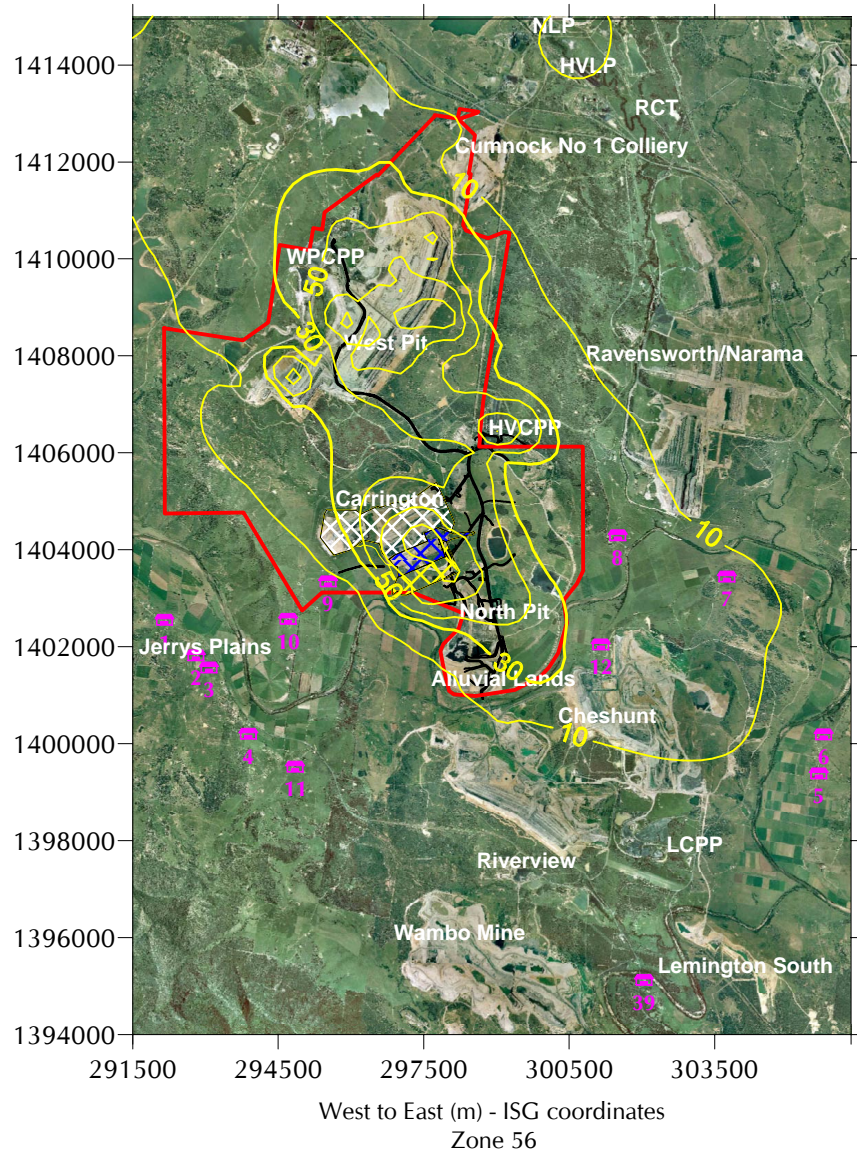 NLP
1414000
HVLP
RCT
Cumnock No 1 Colliery
1412000
10
WPCPP
1410000
50
30
West Pit
Ravensworth/Narama
1408000
HVCPP
1406000
Carrington
10
8
1404000
7
9
50
North Pit
1
10
12
1402000
Jerrys Plains
2
3
30
Alluvial Lands
Cheshunt
10
4
6
1400000
11
5
LCPP
1398000
Riverview
Wambo Mine
1396000
Lemington South
39
1394000
291500 294500 297500 300500 303500
West to East (m) - ISG coordinates
Zone 56